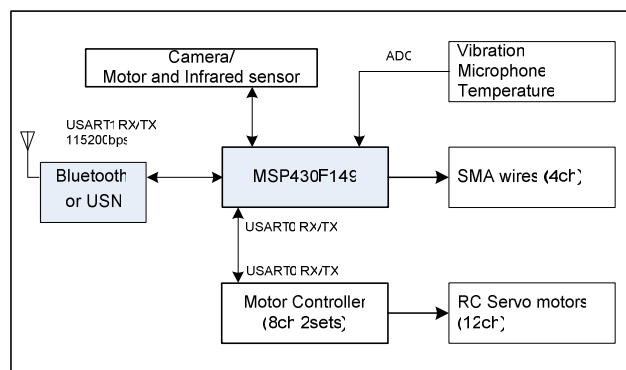 Camera/
Motor and Infrared sensor
ADC
Vibration
Microphone
Temperature
USART1 RX/TX
115200bps
Bluetooth
or USN
MSP430F149
SMA wires (4ch)
USART0 RX/TX
USART0 RX/TX
Motor Controller
(8ch 2sets)
RC Servo motors
(12ch)